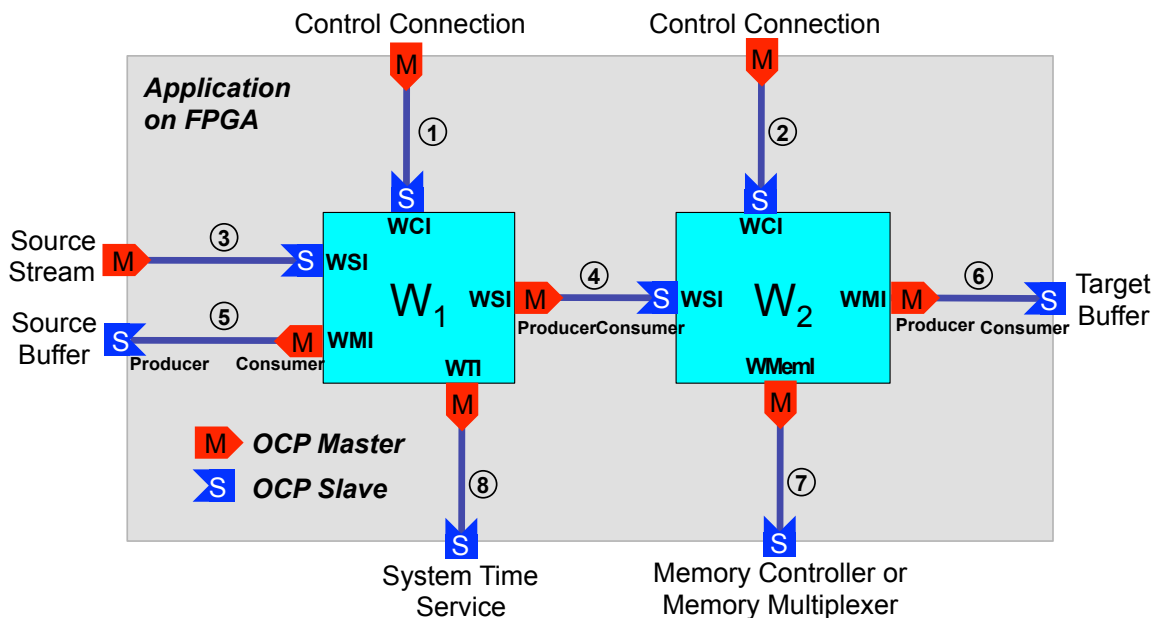 Control Connection
Control Connection
M
M
Application
on FPGA
①
②
S
S
WCI
WCI
Source
Stream
M
③
S
WSI
W1
WSI
M
④
S
WSI
W2
WMI
M
⑥
S
Target
Buffer
Producer
Consumer
Producer
Consumer
Source
Buffer
S
⑤
M
WMI
Producer
Consumer
WTI
WMemI
M
M
M
OCP Master
S
OCP Slave
⑧
⑦
S
S
System Time
Service
Memory Controller or
Memory Multiplexer